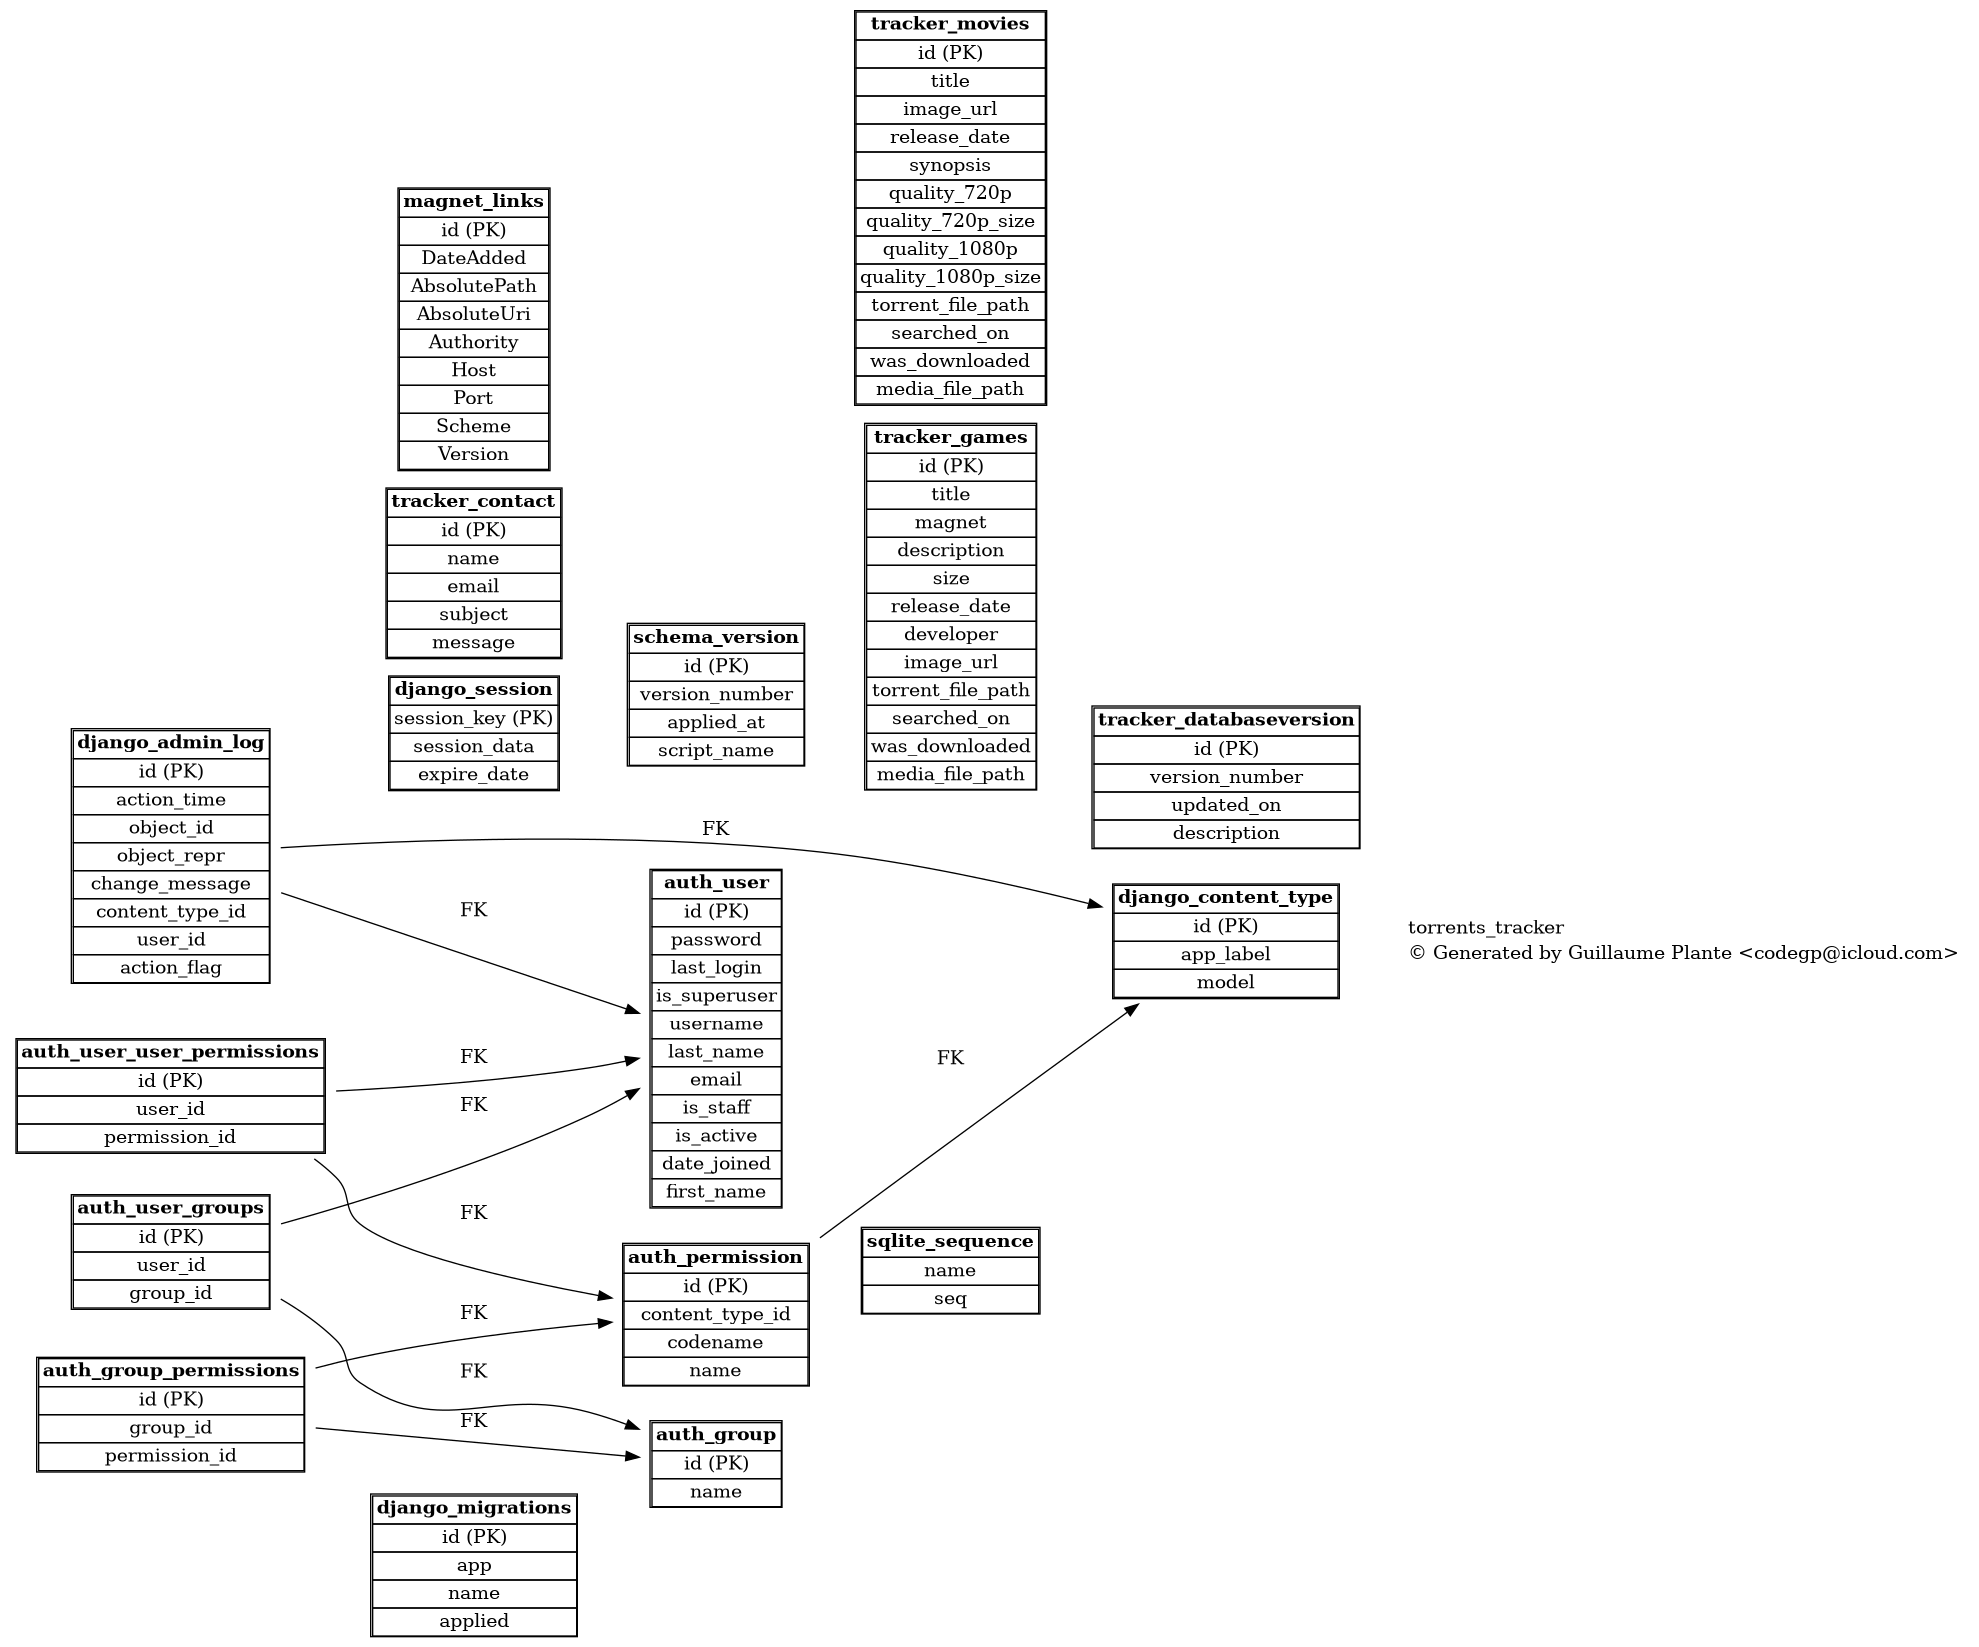 tracker_movies
id (PK)
title
image_url
release_date
synopsis
quality_720p
quality_720p_size
quality_1080p
quality_1080p_size
torrent_file_path
searched_on
was_downloaded
media_file_path
magnet_links
id (PK)
DateAdded
AbsolutePath
AbsoluteUri
Authority
Host
Port
Scheme
Version
tracker_games
id (PK)
title
magnet
description
size
release_date
developer
image_url
torrent_file_path
searched_on
was_downloaded
media_file_path
tracker_contact
id (PK)
name
email
subject
message
schema_version
id (PK)
version_number
applied_at
script_name
django_session
session_key (PK)
session_data
expire_date
tracker_databaseversion
id (PK)
version_number
updated_on
description
django_admin_log
id (PK)
action_time
object_id
object_repr
change_message
content_type_id
user_id
action_flag
FK
FK
auth_user
id (PK)
password
last_login
is_superuser
username
last_name
email
is_staff
is_active
date_joined
first_name
django_content_type
id (PK)
app_label
model
torrents_tracker
© Generated by Guillaume Plante <codegp@icloud.com>
auth_user_user_permissions
id (PK)
user_id
permission_id
FK
FK
FK
FK
auth_user_groups
id (PK)
user_id
group_id
auth_permission
id (PK)
content_type_id
codename
name
sqlite_sequence
name
seq
FK
FK
FK
auth_group_permissions
id (PK)
group_id
permission_id
auth_group
id (PK)
name
django_migrations
id (PK)
app
name
applied